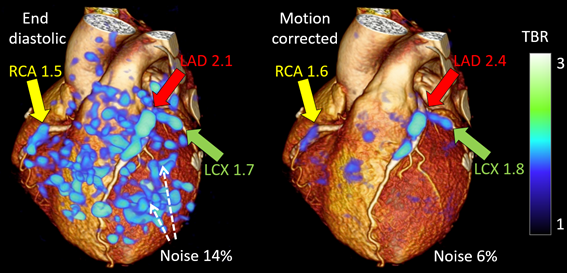 End
diastolic
RCA 1.5
LAD 2.1
LCX 1.7
Noise 14%
Motion
corrected
RCA 1.6
LAD 2.4
LCX 1.8
Noise 6%
TBR
3
1